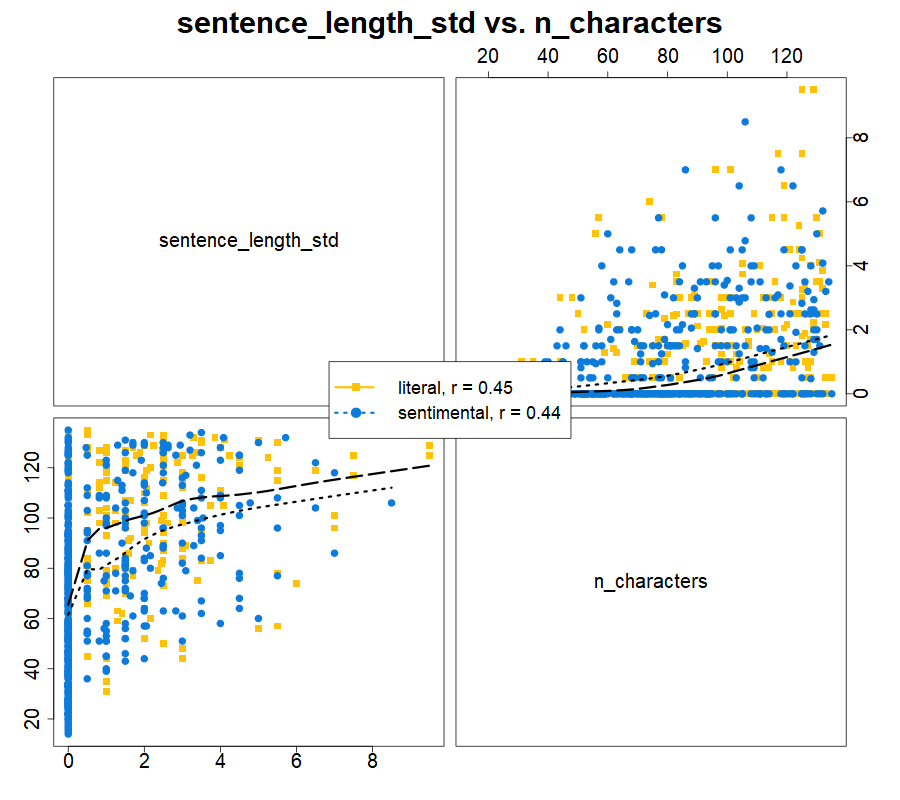 sentence_length_std vs. n_characters
20 40 60 80 100 120
sentence_length_std
0 2 4 6 8
literal, r = 0.45
sentimental, r = 0.44
20 40 60 80 100 120
n_characters
0 2 4 6 8